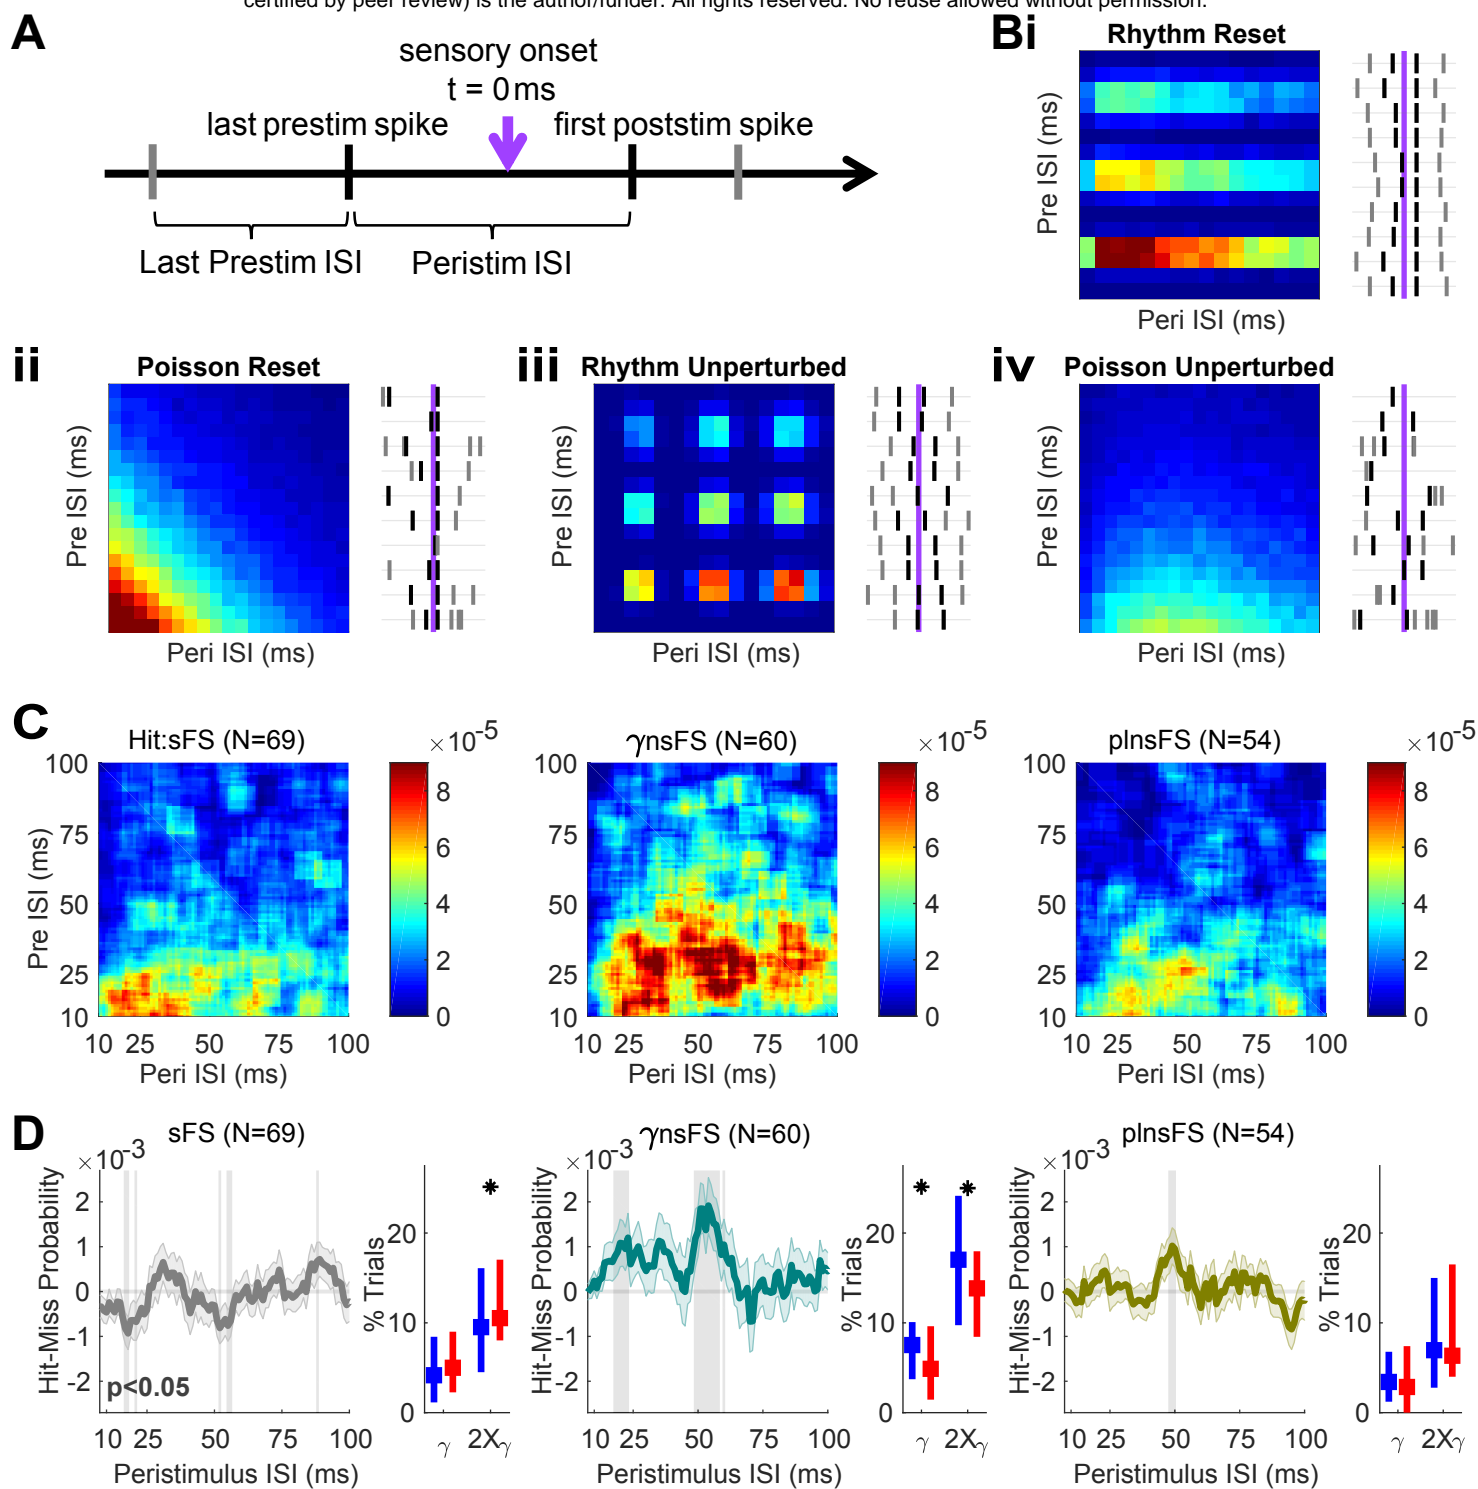 certified by peer review) is the author/funder. All rights reserved. No reuse allowed without permission.
A
sensory onset
t = 0 ms
last prestim spike
first poststim spike
Last Prestim ISI
Peristim ISI
Bi
Rhythm Reset
Pre ISI (ms)
Peri ISI (ms)
ii
Poisson Reset
Pre ISI (ms)
Peri ISI (ms)
iii
Rhythm Unperturbed
Pre ISI (ms)
Peri ISI (ms)
iv
Poisson Unperturbed
Pre ISI (ms)
Peri ISI (ms)
C
Hit:sFS (N=69)
×10⁻⁵
100
75
50
25
10
Pre ISI (ms)
10 25 50 75 100
Peri ISI (ms)
8
6
4
2
0
γnsFS (N=60)
×10⁻⁵
100
75
50
25
10
10 25 50 75 100
Peri ISI (ms)
8
6
4
2
0
plnsFS (N=54)
×10⁻⁵
100
75
50
25
10
10 25 50 75 100
Peri ISI (ms)
8
6
4
2
0
D
sFS (N=69)
×10⁻³
Hit-Miss Probability
2
1
0
-1
-2
p<0.05
10 25 50 75 100
Peristimulus ISI (ms)
% Trials
20
10
0
*
γ 2Xγ
γnsFS (N=60)
×10⁻³
Hit-Miss Probability
2
1
0
-1
-2
10 25 50 75 100
Peristimulus ISI (ms)
% Trials
20
10
0
* *
γ 2Xγ
plnsFS (N=54)
×10⁻³
Hit-Miss Probability
2
1
0
-1
-2
10 25 50 75 100
Peristimulus ISI (ms)
% Trials
20
10
0
γ 2Xγ